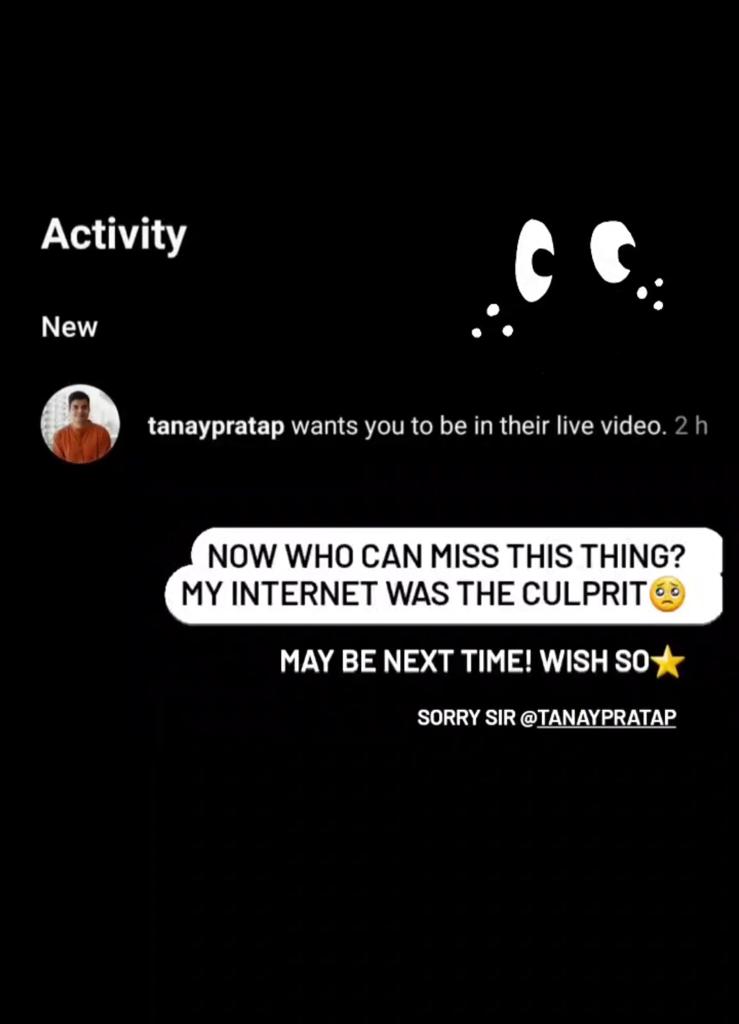 Activity
New
tanaypratap wants you to be in their live video. 2 h
NOW WHO CAN MISS THIS THING?
MY INTERNET WAS THE CULPRIT🥺
MAY BE NEXT TIME! WISH SO⭐
SORRY SIR @TANAYPRATAP